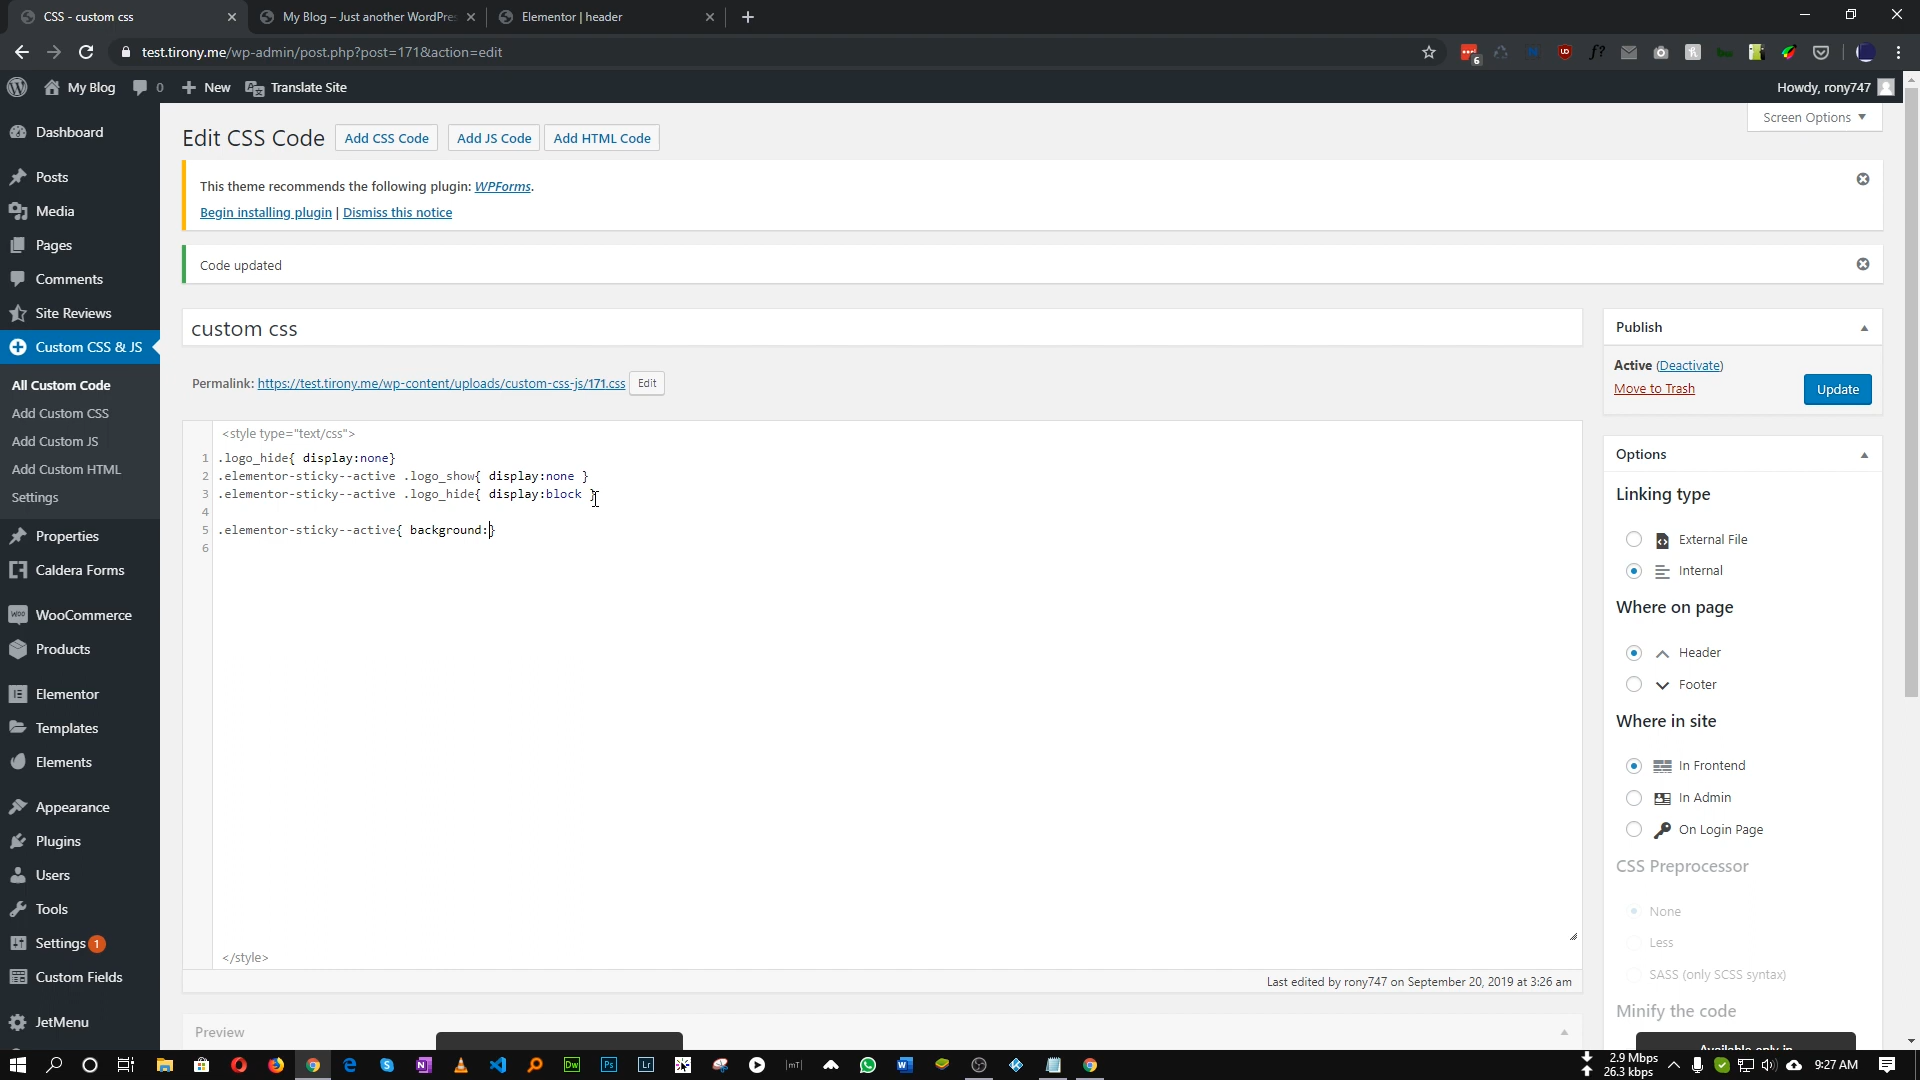 CSS - custom css
My Blog – Just another WordPre
Elementor | header
test.tirony.me/wp-admin/post.php?post=171&action=edit
6
My Blog
0
New
Translate Site
Howdy, rony747
Dashboard
Posts
Media
Pages
Comments
Site Reviews
Custom CSS & JS
All Custom Code
Add Custom CSS
Add Custom JS
Add Custom HTML
Settings
Properties
Caldera Forms
WooCommerce
Products
Elementor
Templates
Elements
Appearance
Plugins
Users
Tools
Settings 1
Custom Fields
JetMenu
Edit CSS Code
Add CSS Code
Add JS Code
Add HTML Code
Screen Options
This theme recommends the following plugin: WPForms.
Begin installing plugin | Dismiss this notice
Code updated
custom css
Permalink: https://test.tirony.me/wp-content/uploads/custom-css-js/171.css Edit
<style type="text/css">
1 .logo_hide{ display:none}
2 .elementor-sticky--active .logo_show{ display:none }
3 .elementor-sticky--active .logo_hide{ display:block }
4
5 .elementor-sticky--active{ background:}
6
</style>
Last edited by rony747 on September 20, 2019 at 3:26 am
Preview
Publish
Active (Deactivate)
Move to Trash
Update
Options
Linking type
External File
Internal
Where on page
Header
Footer
Where in site
In Frontend
In Admin
On Login Page
CSS Preprocessor
None
Less
SASS (only SCSS syntax)
Minify the code
Available only in
2.9 Mbps
26.3 kbps
9:27 AM